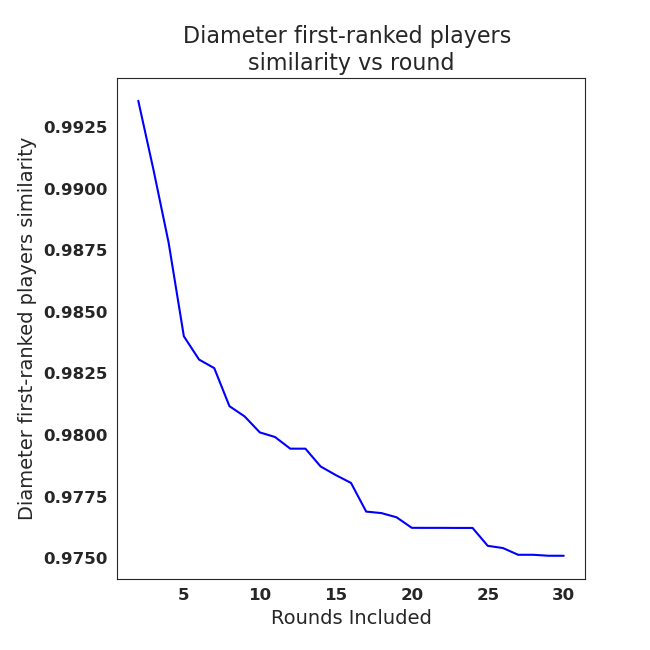 Diameter first-ranked players
similarity vs round
Diameter first-ranked players similarity
0.9925
0.9900
0.9875
0.9850
0.9825
0.9800
0.9775
0.9750
5 10 15 20 25 30
Rounds Included